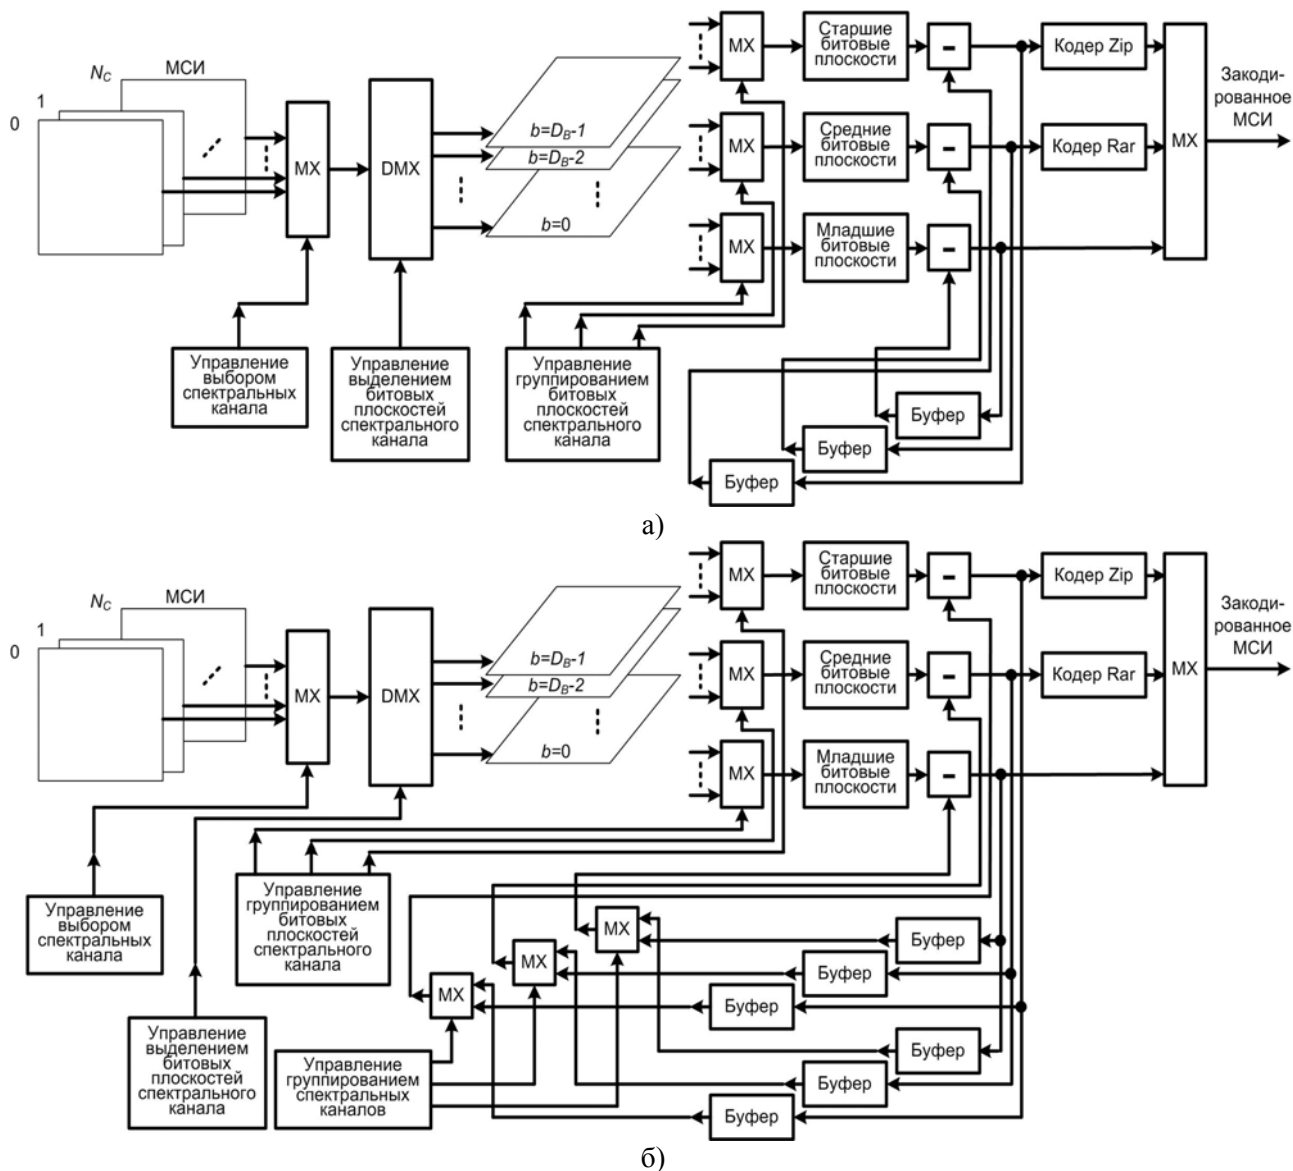 МСИ
N_C
1
0
MX
DMX
b=D_B-1
b=D_B-2
b=0
MX
MX
MX
Старшие
битовые
плоскости
Средние
битовые
плоскости
Младшие
битовые
плоскости
-
-
-
Кодер Zip
Кодер Rar
MX
Закоди-
рованное
МСИ
Управление
выбором
спектральных
канала
Управление
выделением
битовых
плоскостей
спектрального
канала
Управление
группированием
битовых
плоскостей
спектрального
канала
Буфер
Буфер
Буфер
а)
МСИ
N_C
1
0
MX
DMX
b=D_B-1
b=D_B-2
b=0
MX
MX
MX
Старшие
битовые
плоскости
Средние
битовые
плоскости
Младшие
битовые
плоскости
-
-
-
Кодер Zip
Кодер Rar
MX
Закоди-
рованное
МСИ
Управление
выбором
спектральных
канала
Управление
группированием
битовых
плоскостей
спектрального
канала
Управление
выделением
битовых
плоскостей
спектрального
канала
Управление
группированием
спектральных
каналов
MX
MX
MX
Буфер
Буфер
Буфер
Буфер
Буфер
Буфер
б)